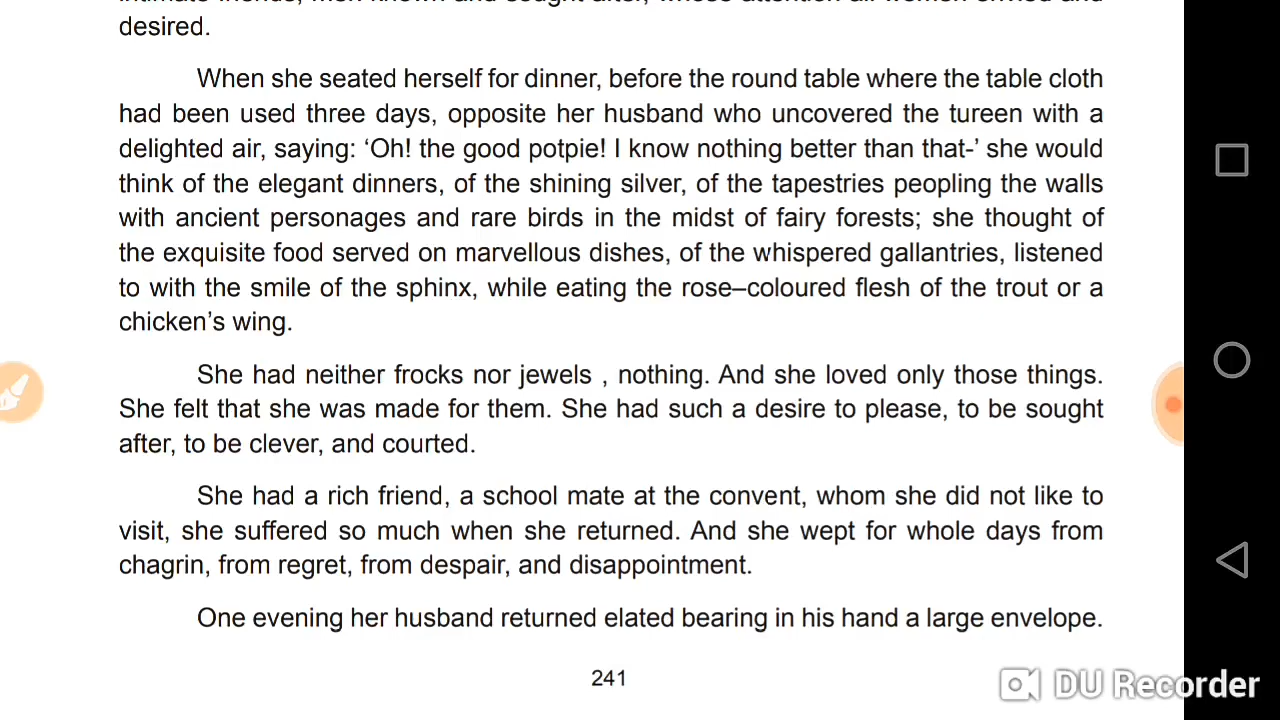 desired.
When she seated herself for dinner, before the round table where the table cloth
had been used three days, opposite her husband who uncovered the tureen with a
delighted air, saying: ‘Oh! the good potpie! I know nothing better than that-’ she would
think of the elegant dinners, of the shining silver, of the tapestries peopling the walls
with ancient personages and rare birds in the midst of fairy forests; she thought of
the exquisite food served on marvellous dishes, of the whispered gallantries, listened
to with the smile of the sphinx, while eating the rose–coloured flesh of the trout or a
chicken’s wing.
She had neither frocks nor jewels , nothing. And she loved only those things.
She felt that she was made for them. She had such a desire to please, to be sought
after, to be clever, and courted.
She had a rich friend, a school mate at the convent, whom she did not like to
visit, she suffered so much when she returned. And she wept for whole days from
chagrin, from regret, from despair, and disappointment.
One evening her husband returned elated bearing in his hand a large envelope.
241
DU Recorder